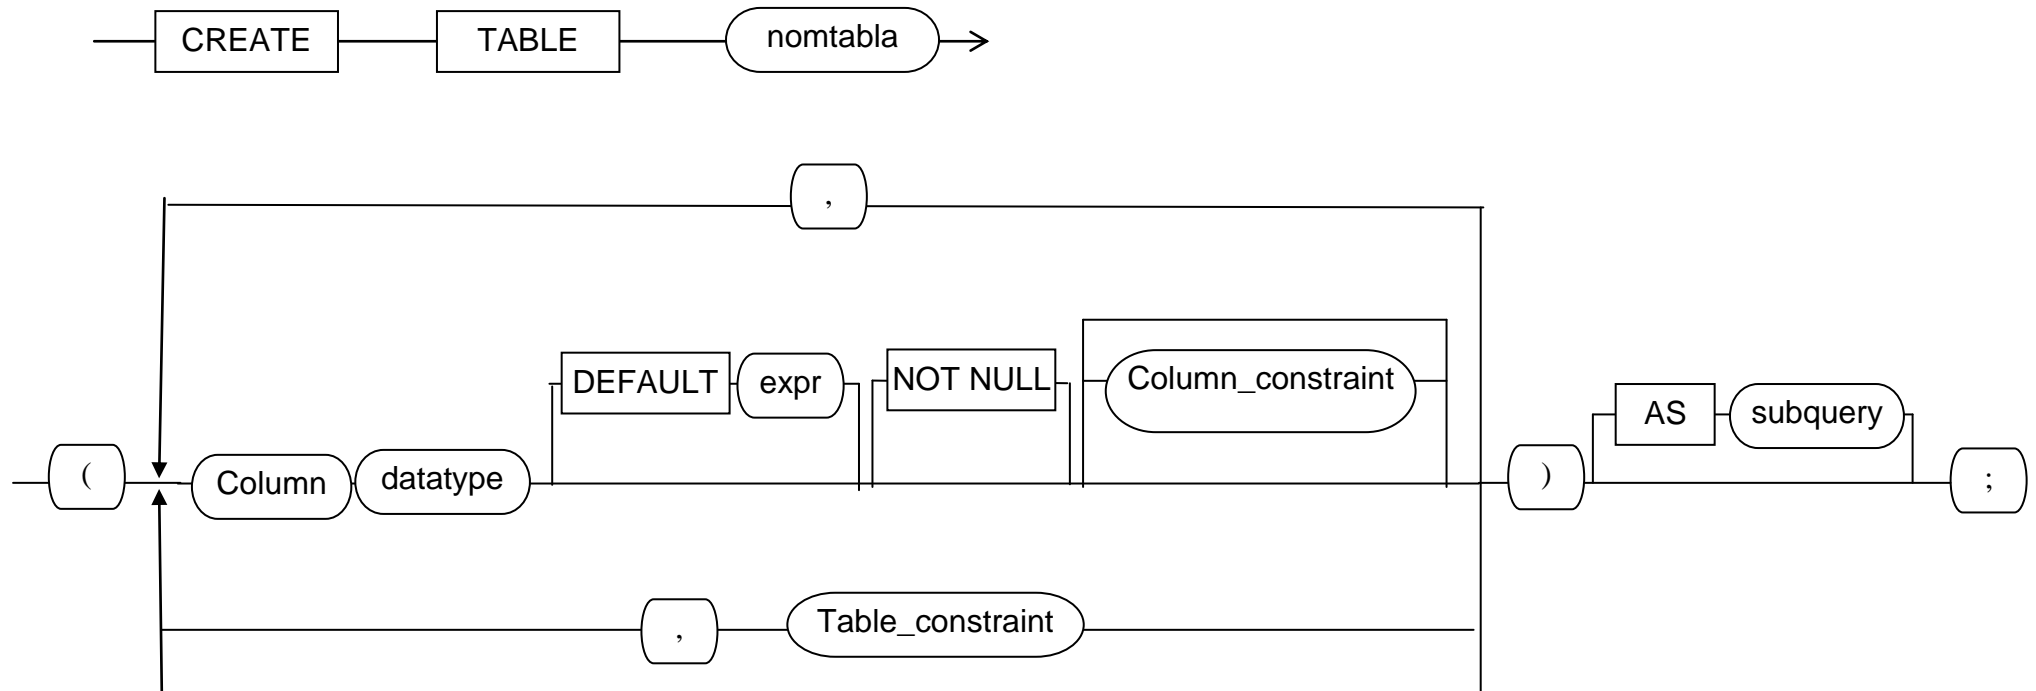 CREATE TABLE nomtabla
,
DEFAULT expr NOT NULL Column_constraint
AS subquery
( Column datatype ) ;
, Table_constraint